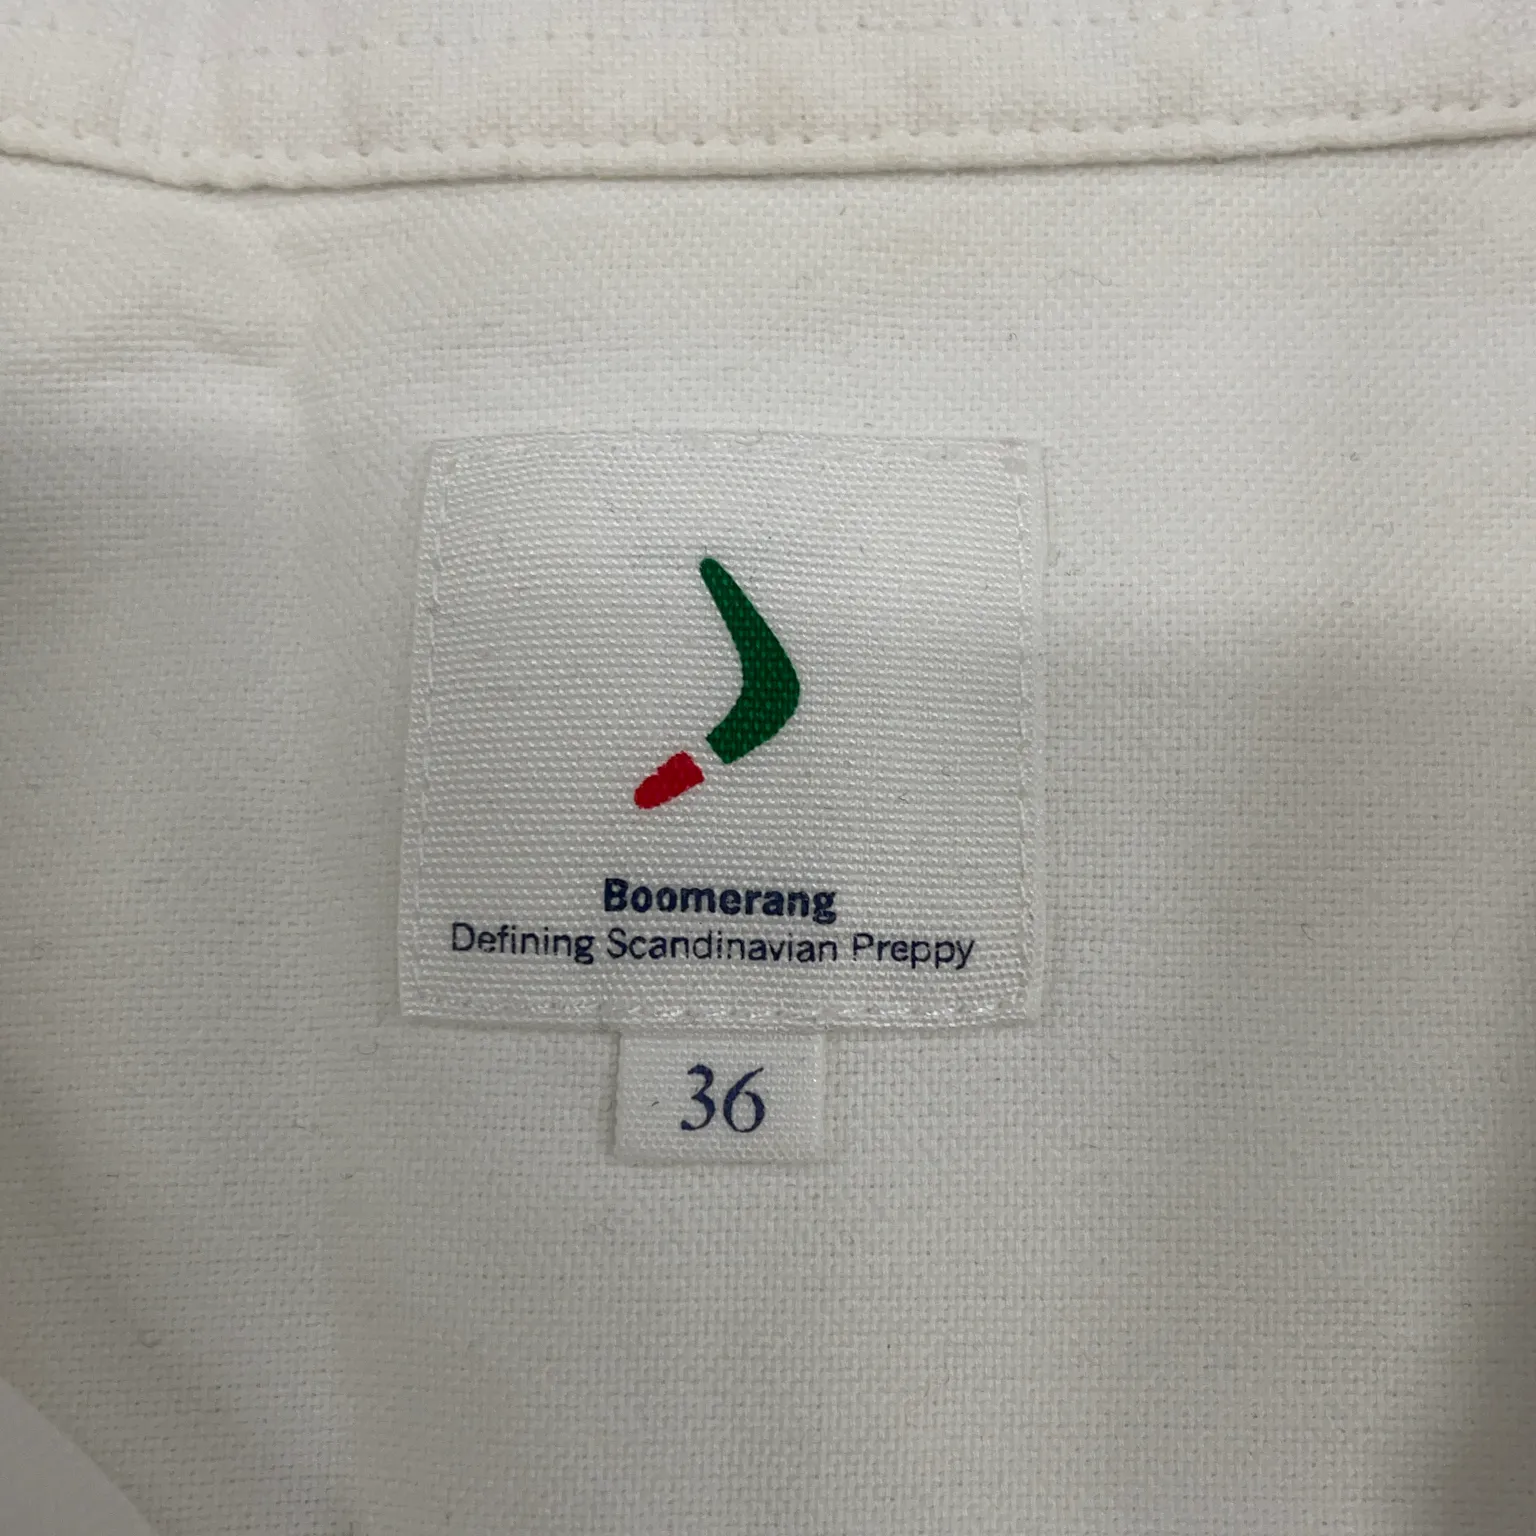 Boomerang
Defining Scandinavian Preppy
36